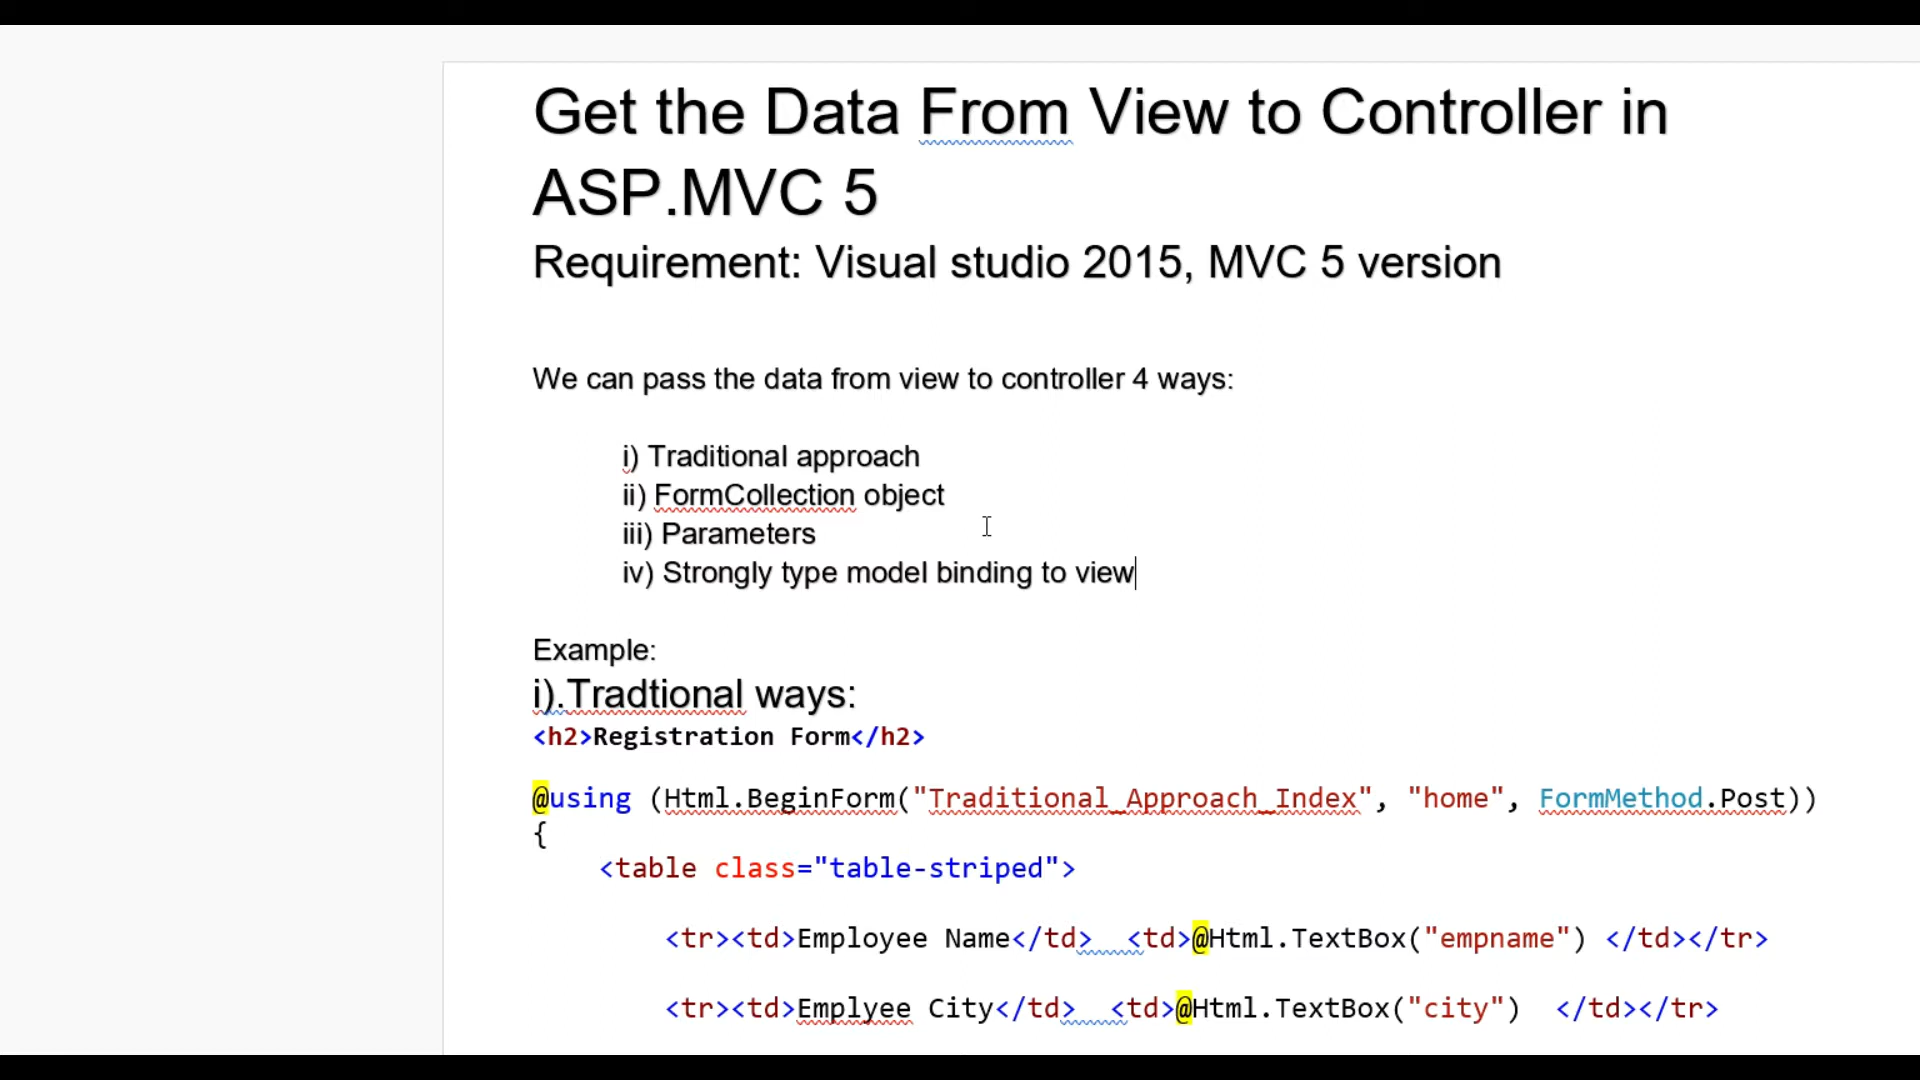 Get the Data From View to Controller in
ASP.MVC 5
Requirement: Visual studio 2015, MVC 5 version
We can pass the data from view to controller 4 ways:
i) Traditional approach
ii) FormCollection object
iii) Parameters
iv) Strongly type model binding to view
Example:
i).Tradtional ways:
<h2>Registration Form</h2>
@using (Html.BeginForm("Traditional_Approach_Index", "home", FormMethod.Post))
{
<table class="table-striped">
<tr><td>Employee Name</td>  <td>@Html.TextBox("empname") </td></tr>
<tr><td>Emplyee City</td>  <td>@Html.TextBox("city")  </td></tr>